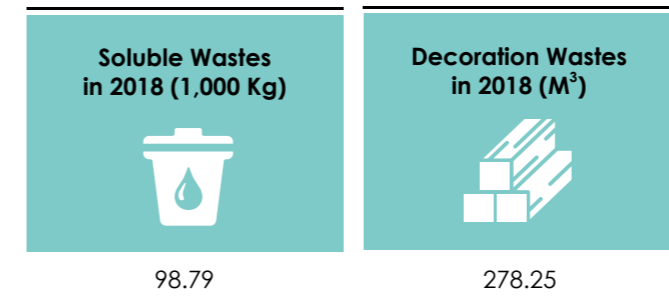 Soluble Wastes
in 2018 (1,000 Kg)
98.79
Decoration Wastes
in 2018 (M³)
278.25